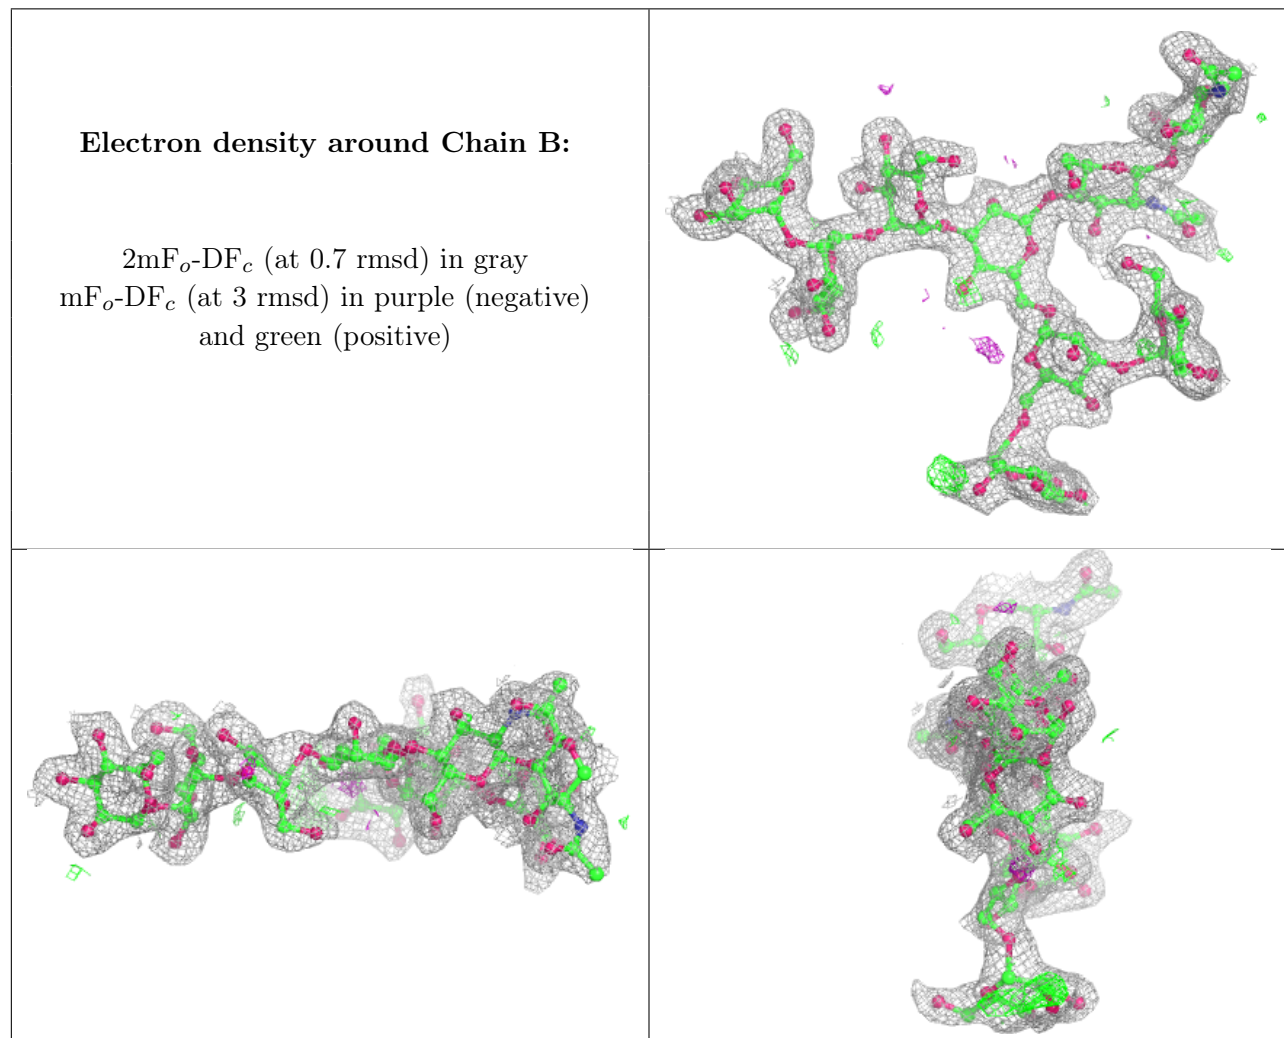 Electron density around Chain B:
2mFo-DFc (at 0.7 rmsd) in gray
mFo-DFc (at 3 rmsd) in purple (negative)
and green (positive)